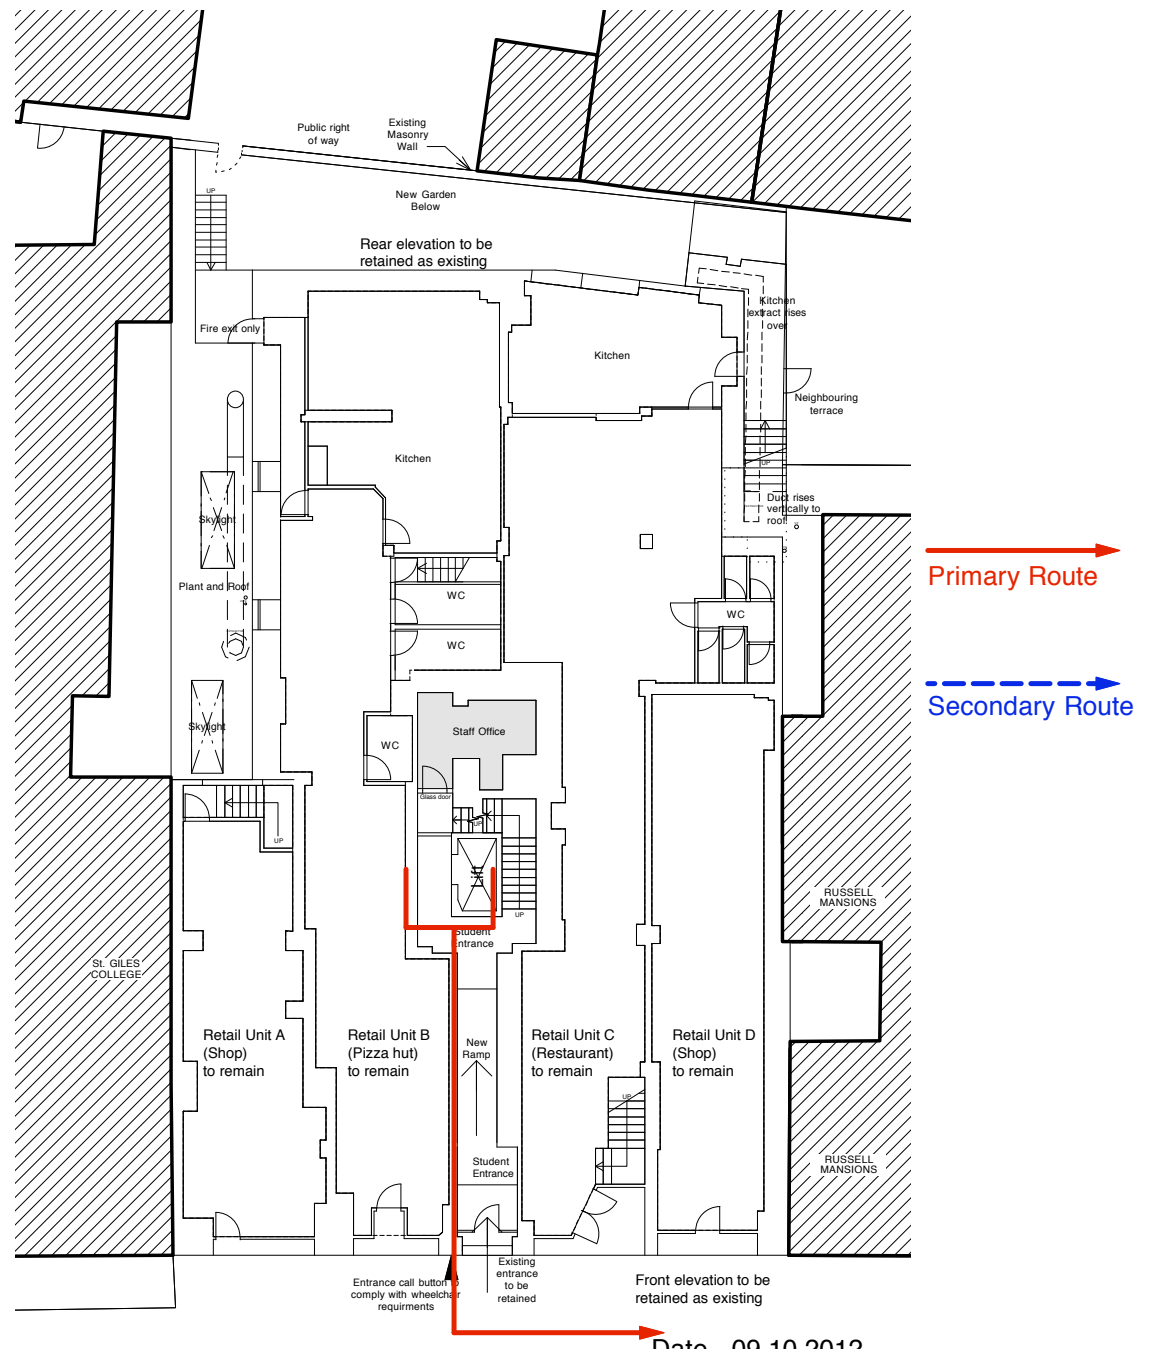 Public right
of way
Existing
Masonry
Wall
UP
New Garden
Below
Rear elevation to be
retained as existing
Fire exit only
Kitchen
extract rises
over
Kitchen
Neighbouring
terrace
Kitchen
UP
Duct rises
vertically to
roof
Skylight
Plant and Roof
WC
WC
WC
Primary Route
Secondary Route
Skylight
Staff Office
WC
Glass door
UP
UP
Lift
UP
Student
Entrance
RUSSELL
MANSIONS
St. GILES
COLLEGE
Retail Unit A
(Shop)
to remain
Retail Unit B
(Pizza hut)
to remain
New
Ramp
Retail Unit C
(Restaurant)
to remain
Retail Unit D
(Shop)
to remain
UP
Student
Entrance
RUSSELL
MANSIONS
Entrance call button to
comply with wheelchair
requirments
Existing
entrance
to be
retained
Front elevation to be
retained as existing
Date 09.10.2012